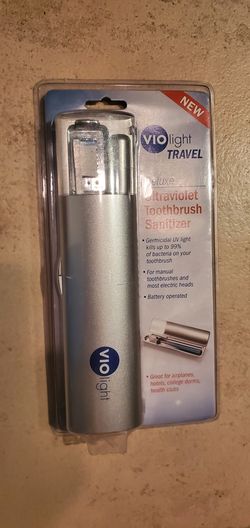 NEW
VIOlight
TRAVEL
Deluxe
Ultraviolet
Toothbrush
Sanitizer
• Germicidal UV light
kills up to 99%
of bacteria on your
toothbrush
• For manual
toothbrushes and
most electric heads
• Battery operated
• Great for airplanes,
hotels, college dorms,
health clubs
VIOlight